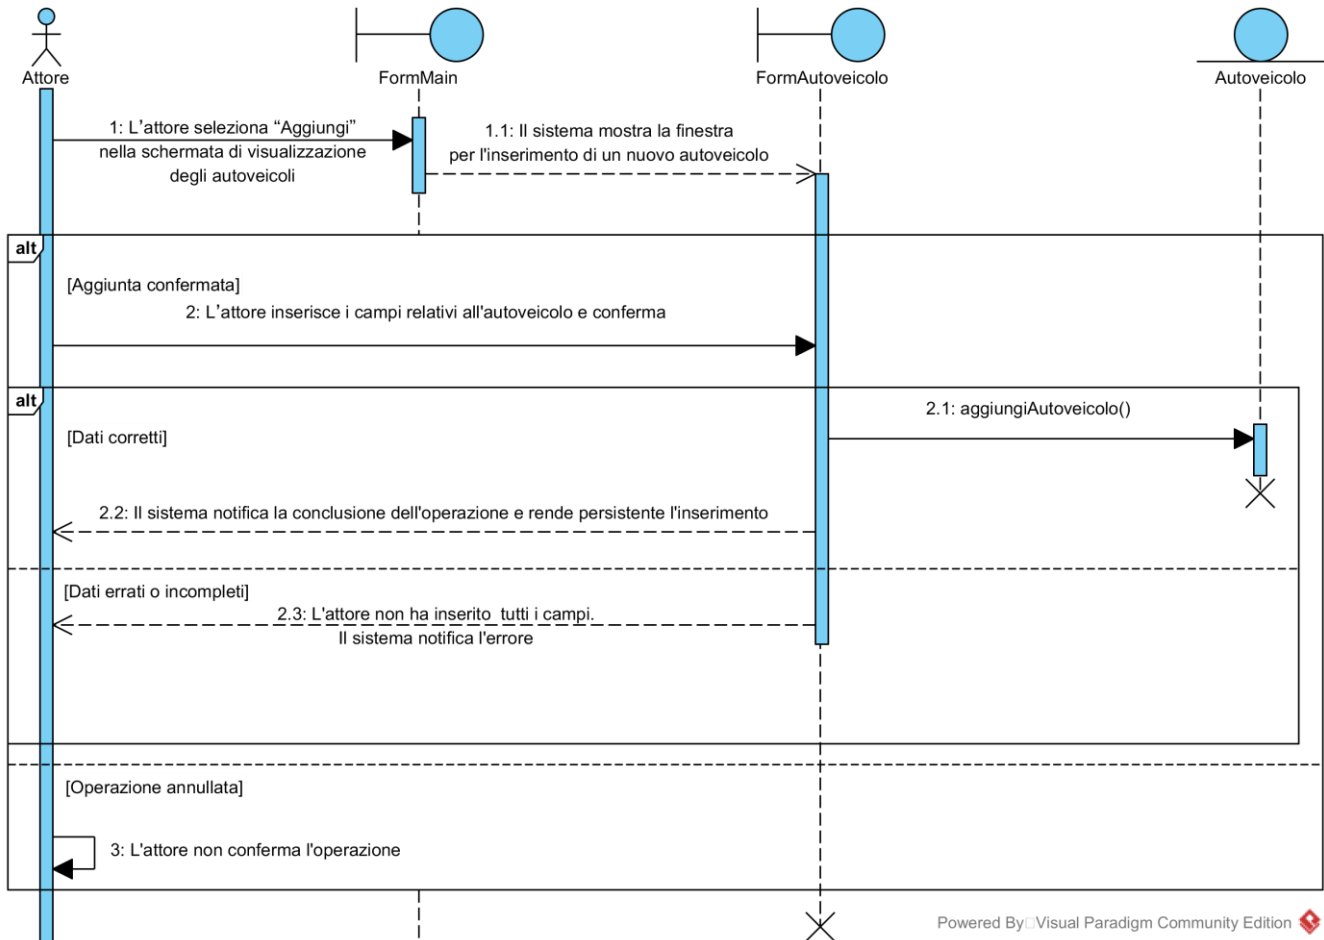 Attore
FormMain
FormAutoveicolo
Autoveicolo
1: L'attore seleziona “Aggiungi”
nella schermata di visualizzazione
degli autoveicoli
1.1: Il sistema mostra la finestra
per l'inserimento di un nuovo autoveicolo
alt
[Aggiunta confermata]
2: L'attore inserisce i campi relativi all'autoveicolo e conferma
alt
[Dati corretti]
2.1: aggiungiAutoveicolo()
2.2: Il sistema notifica la conclusione dell'operazione e rende persistente l'inserimento
[Dati errati o incompleti]
2.3: L'attore non ha inserito  tutti i campi.
Il sistema notifica l'errore
[Operazione annullata]
3: L'attore non conferma l'operazione
Powered By Visual Paradigm Community Edition